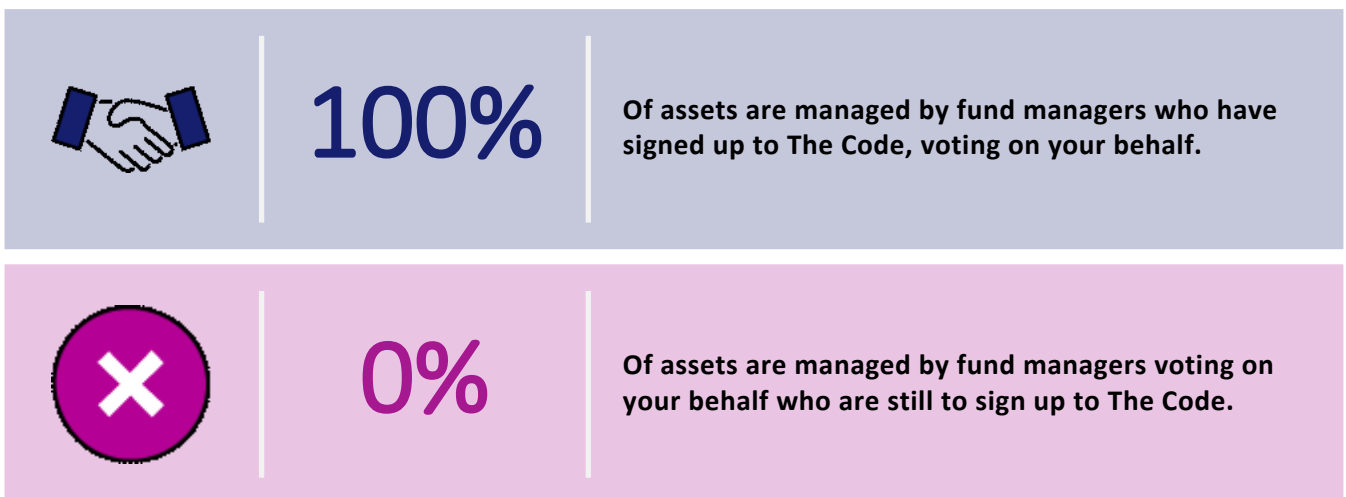 100%
Of assets are managed by fund managers who have
signed up to The Code, voting on your behalf.
0%
Of assets are managed by fund managers voting on
your behalf who are still to sign up to The Code.